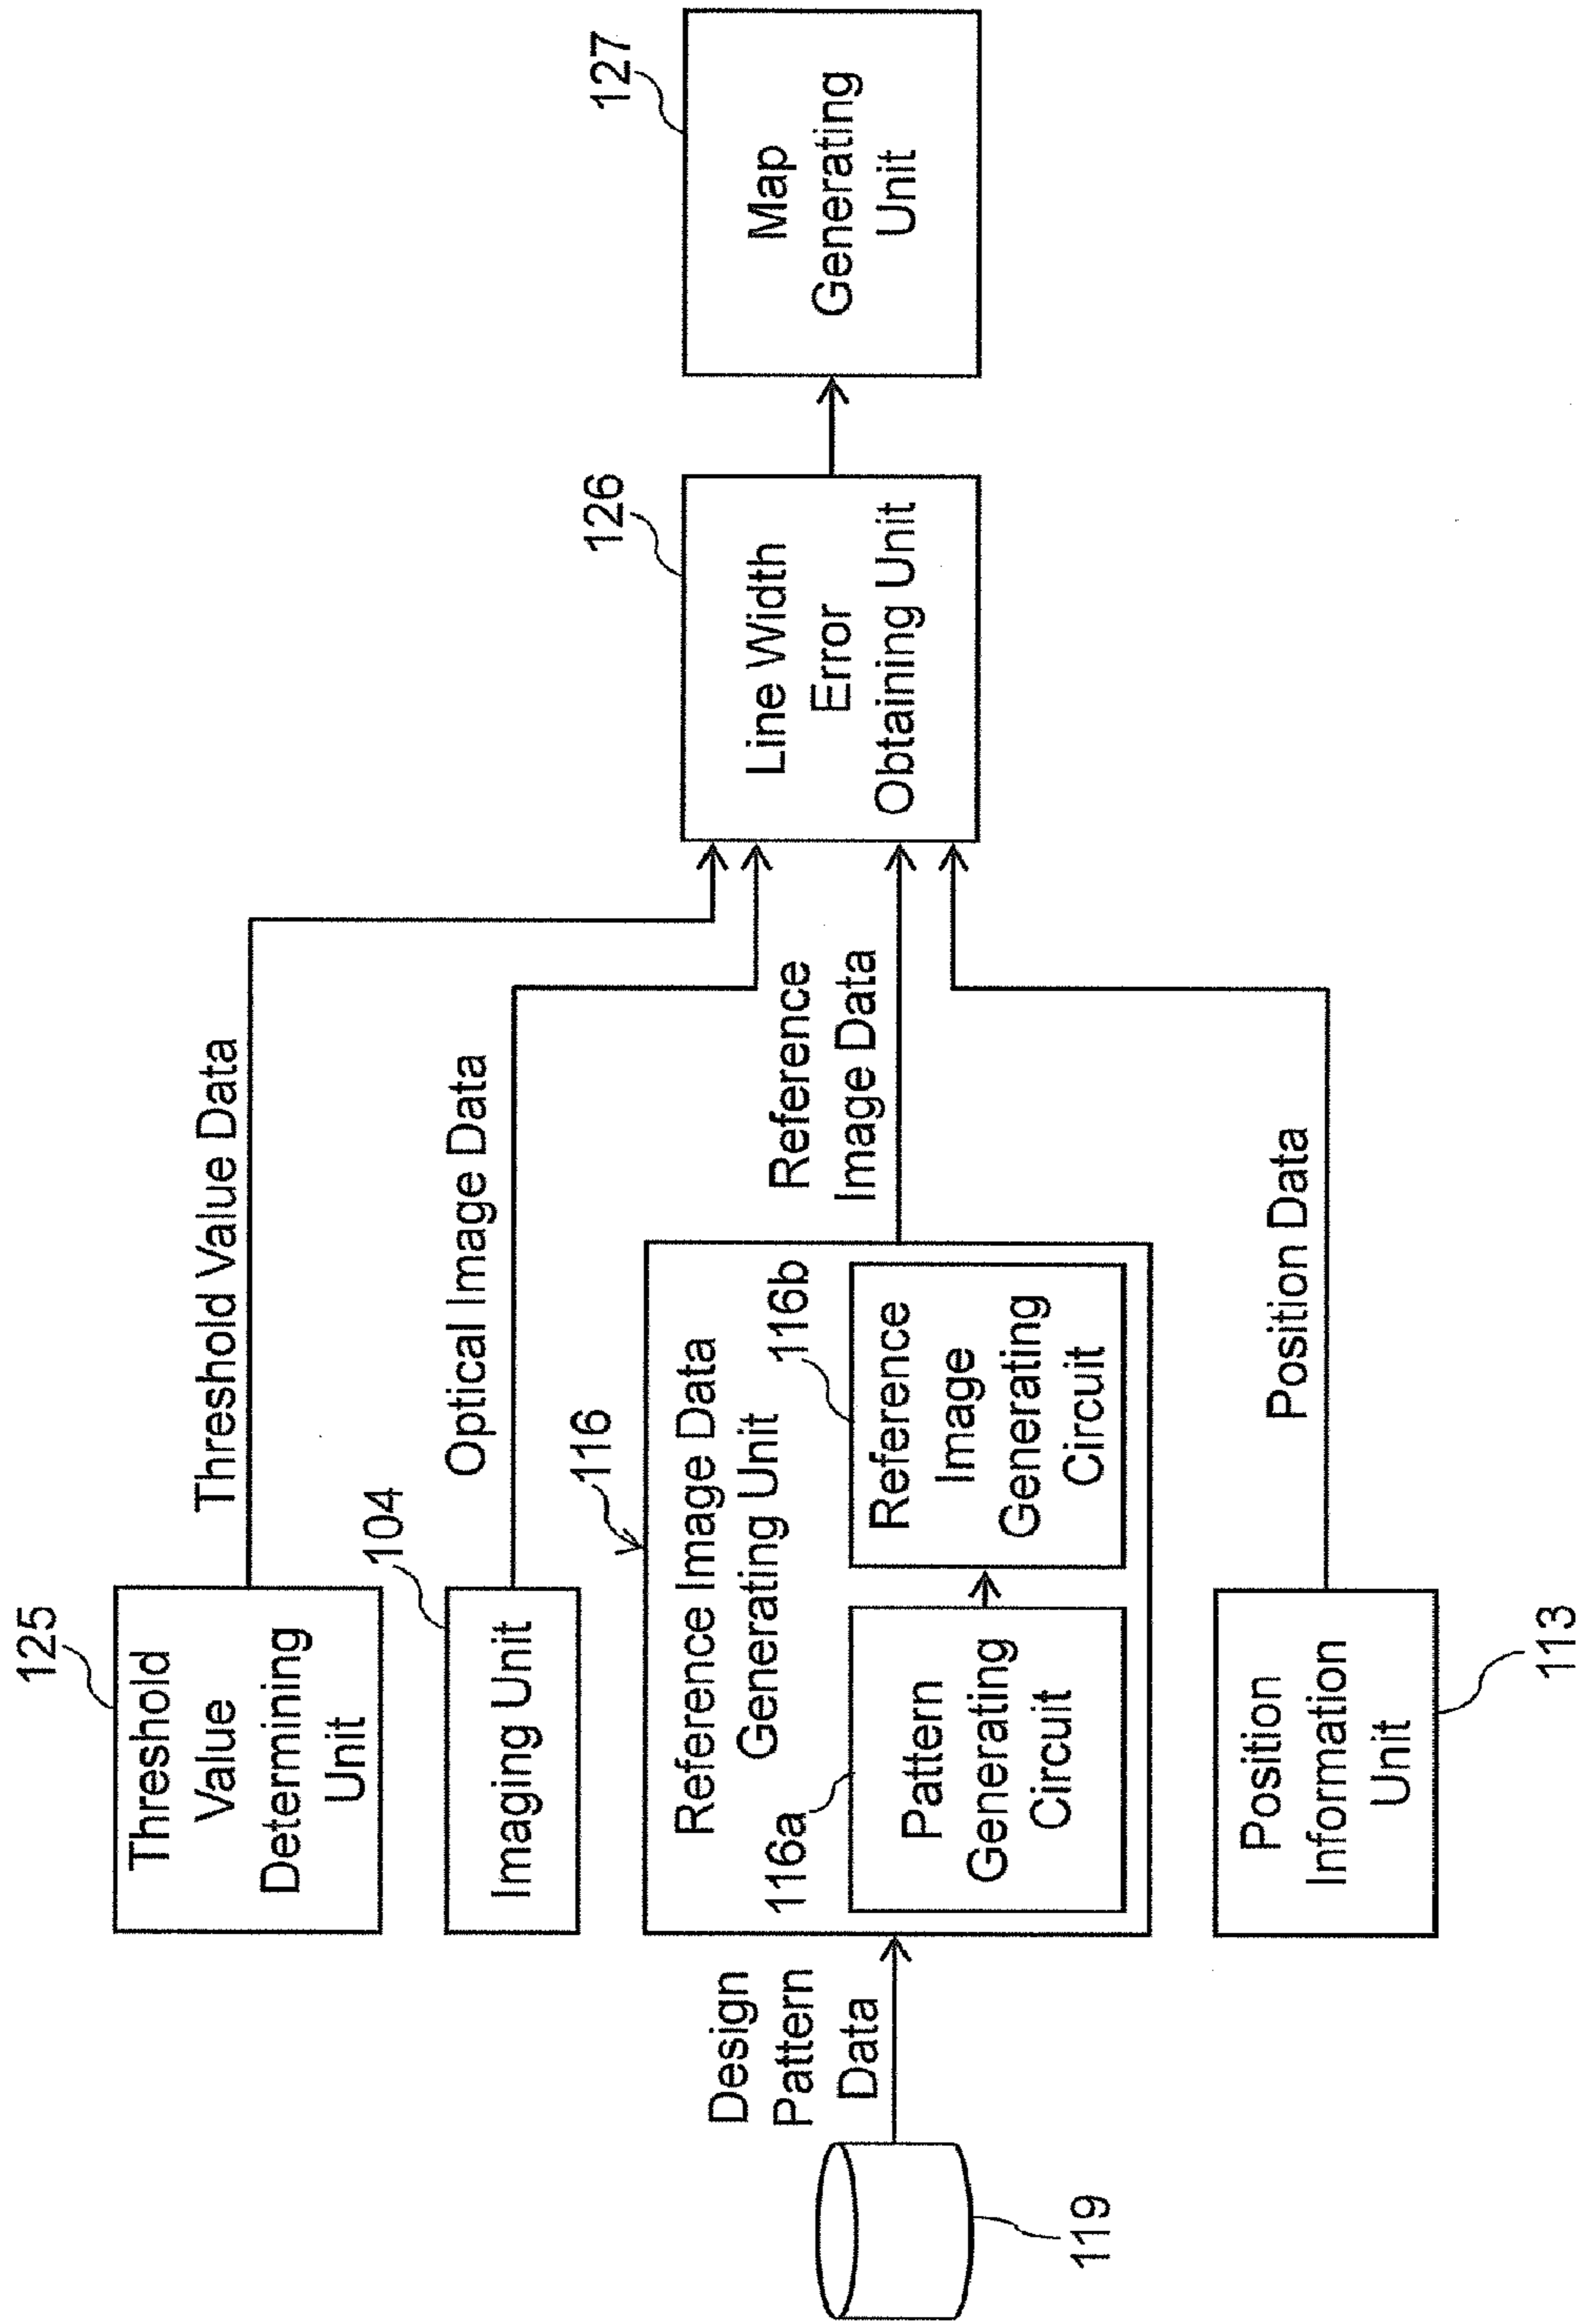 125
Threshold
Value
Determining
Unit
Threshold Value Data
104
Imaging Unit
Optical Image Data
119
Design
Pattern
Data
116
Reference Image Data
Generating Unit
116a
Pattern
Generating
Circuit
116b
Reference
Image
Generating
Circuit
Reference
Image Data
Position
Information
Unit
113
Position Data
126
Line Width
Error
Obtaining Unit
127
Map
Generating
Unit